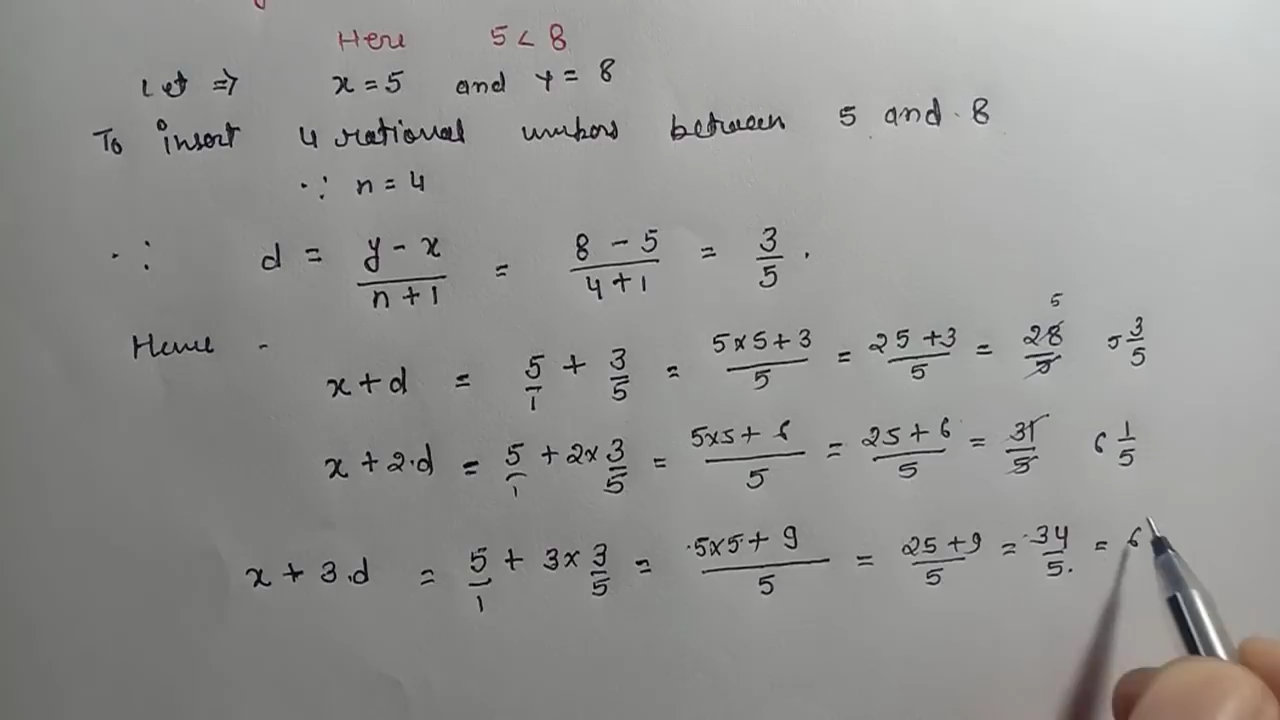 Here 5 < 8
Let ⇒ x = 5 and y = 8
To insert 4 rational numbers between 5 and 8
∵ n = 4
∵ d = y - x / n + 1 = 8 - 5 / 4 + 1 = 3/5 .
Hence - x + d = 5/1 + 3/5 = 5×5+3 / 5 = 25+3 / 5 = 28/5 5 5 3/5
x + 2·d = 5/1 + 2× 3/5 = 5×5+6 / 5 = 25+6 / 5 = 31/5 6 1/5
x + 3·d = 5/1 + 3× 3/5 = 5×5+9 / 5 = 25+9 / 5 = 34/5 = 6